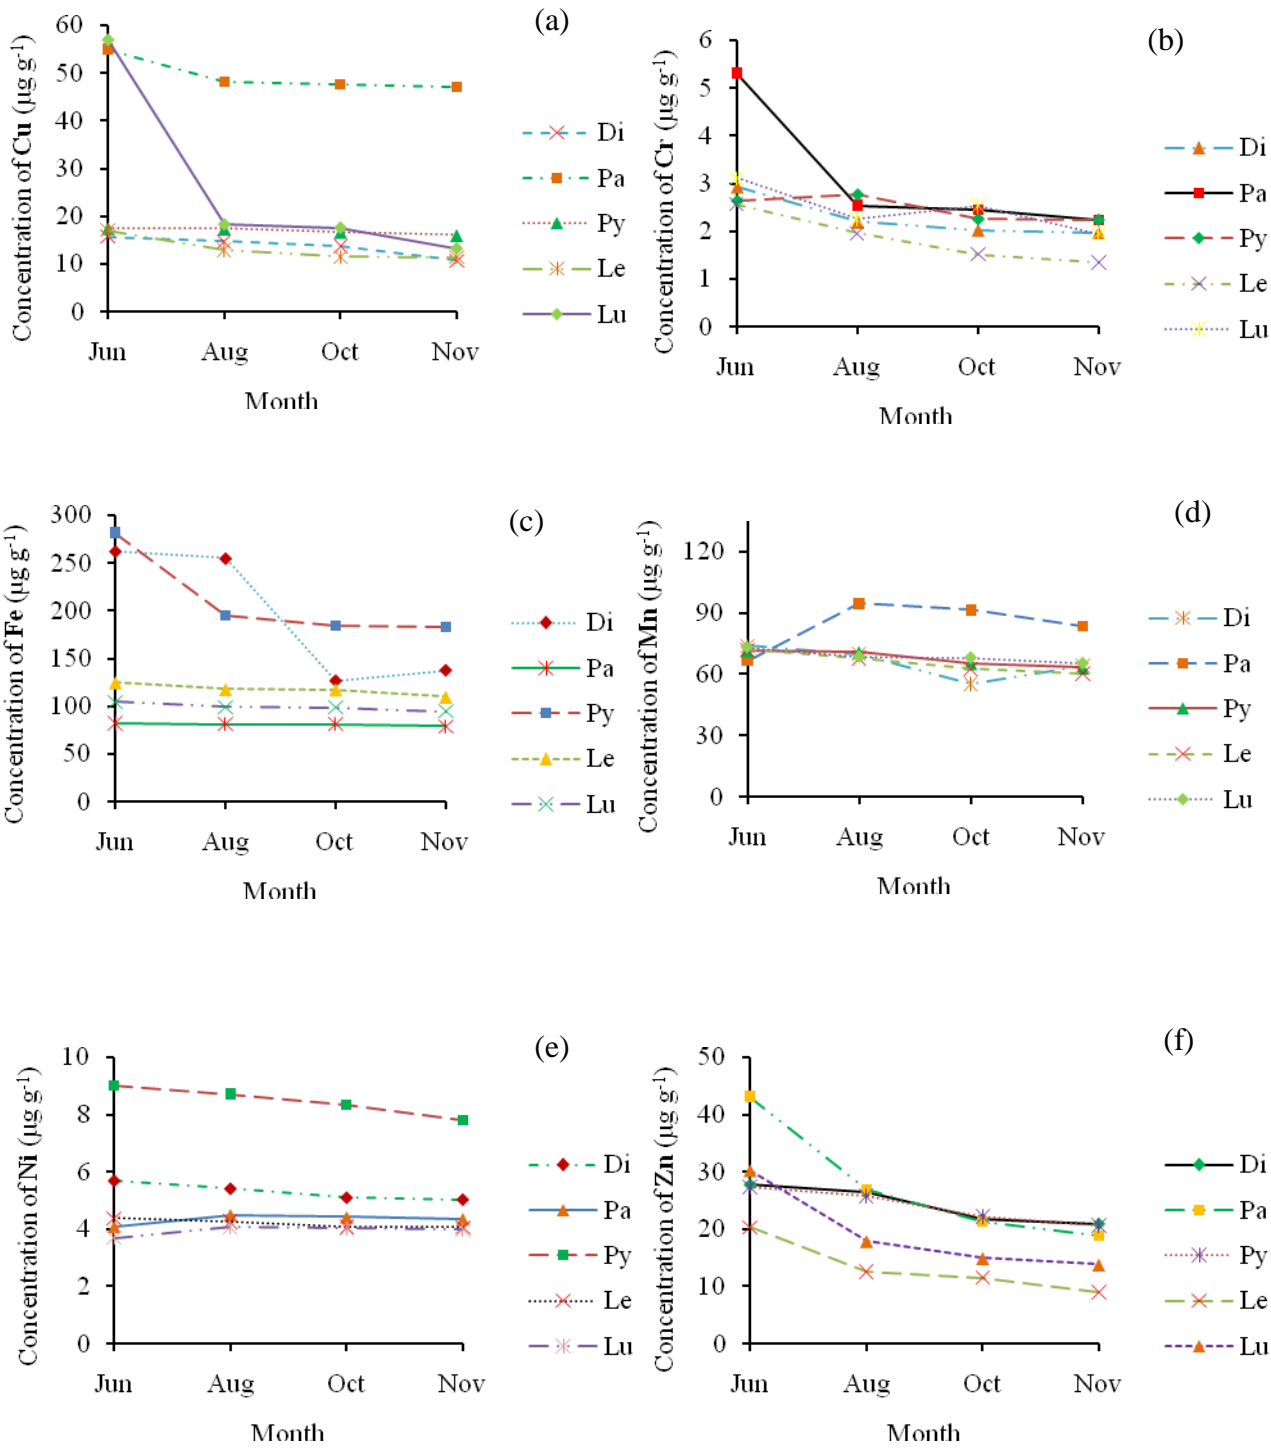 (a)
Concentration of Cu (µg g-1)
60
50
40
30
20
10
0
Jun Aug Oct Nov
Month
Di
Pa
Py
Le
Lu
(b)
Concentration of Cr (µg g-1)
6
5
4
3
2
1
0
Jun Aug Oct Nov
Month
Di
Pa
Py
Le
Lu
(c)
Concentration of Fe (µg g-1)
300
250
200
150
100
50
0
Jun Aug Oct Nov
Month
Di
Pa
Py
Le
Lu
(d)
Concentration of Mn (µg g-1)
120
90
60
30
0
Jun Aug Oct Nov
Month
Di
Pa
Py
Le
Lu
(e)
Concentration of Ni (µg g-1)
10
8
6
4
2
0
Jun Aug Oct Nov
Month
Di
Pa
Py
Le
Lu
(f)
Concentration of Zn (µg g-1)
50
40
30
20
10
0
Jun Aug Oct Nov
Month
Di
Pa
Py
Le
Lu